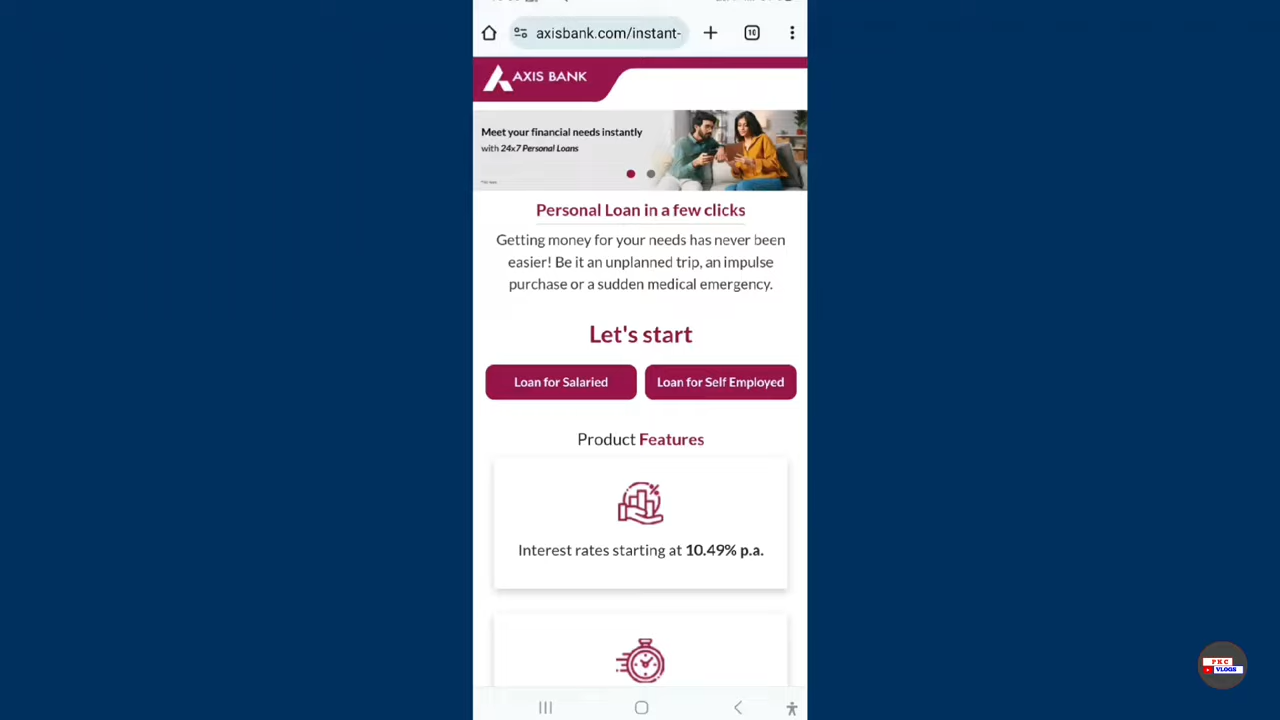 axisbank.com/instant-
10
AXIS BANK
Meet your financial needs instantly
with 24x7 Personal Loans
Personal Loan in a few clicks
Getting money for your needs has never been
easier! Be it an unplanned trip, an impulse
purchase or a sudden medical emergency.
Let's start
Loan for Salaried
Loan for Self Employed
Product Features
Interest rates starting at 10.49% p.a.
PKC
VLOGS